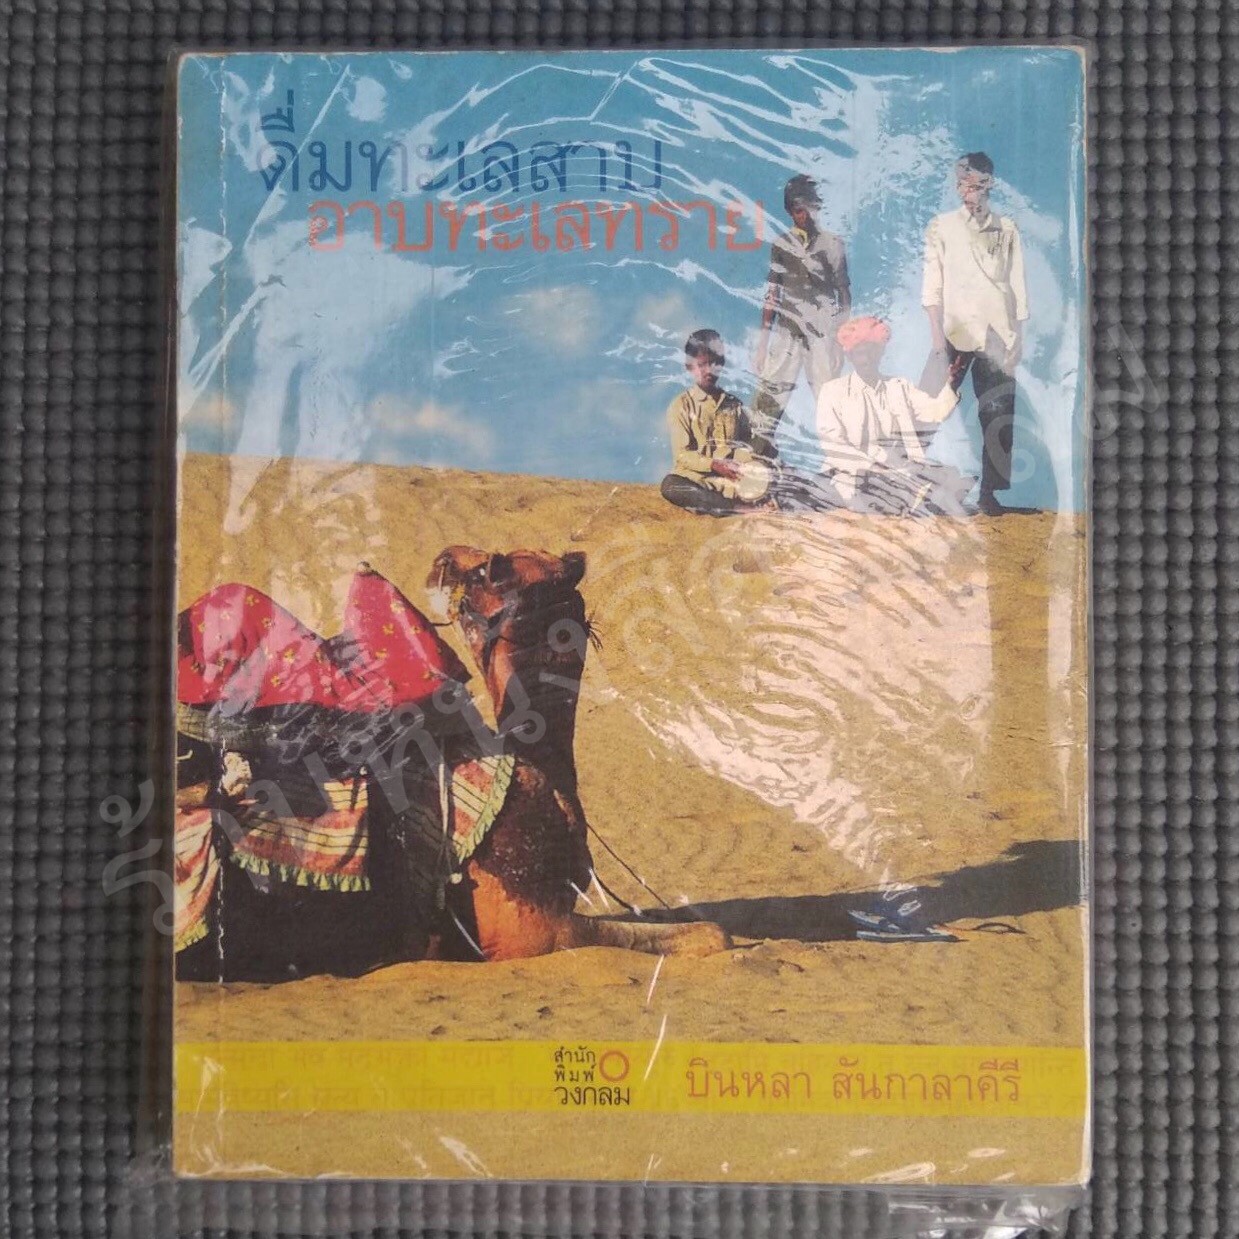 ดื่มทะเลสาบ
อาบทะเลทราย
สำนัก
พิมพ์
วงกลม
บินหลา สันกาลาคีรี